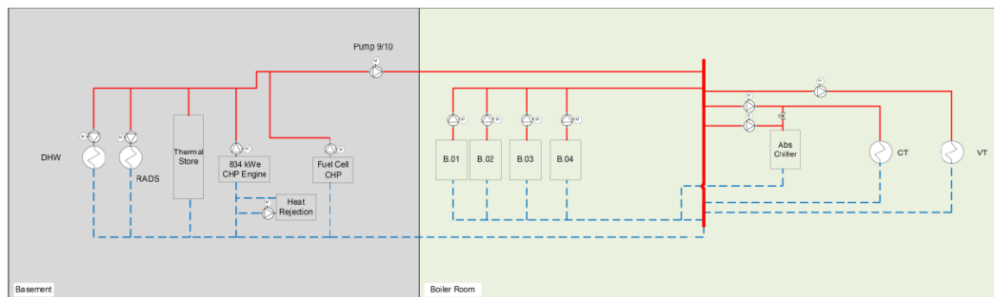 Pump 9/10
DHW
RADS
Thermal
Store
834 kWe
CHP Engine
Heat
Rejection
Fuel Cell
CHP
B.01
B.02
B.03
B.04
Abs
Chiller
CT
VT
Basement
Boiler Room